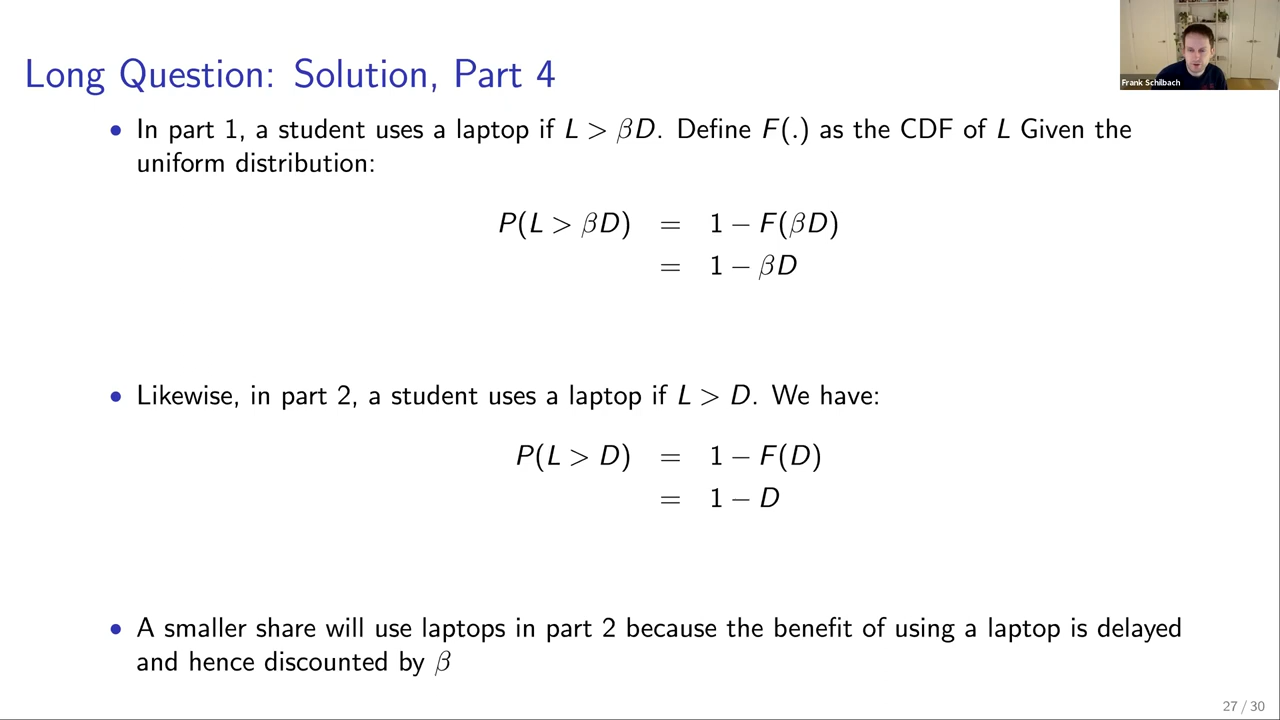 Frank Schilbach
Long Question: Solution, Part 4
• In part 1, a student uses a laptop if L > βD. Define F(.) as the CDF of L Given the
uniform distribution:
P(L > βD) = 1 − F(βD)
= 1 − βD
• Likewise, in part 2, a student uses a laptop if L > D. We have:
P(L > D) = 1 − F(D)
= 1 − D
• A smaller share will use laptops in part 2 because the benefit of using a laptop is delayed
and hence discounted by β
27 / 30